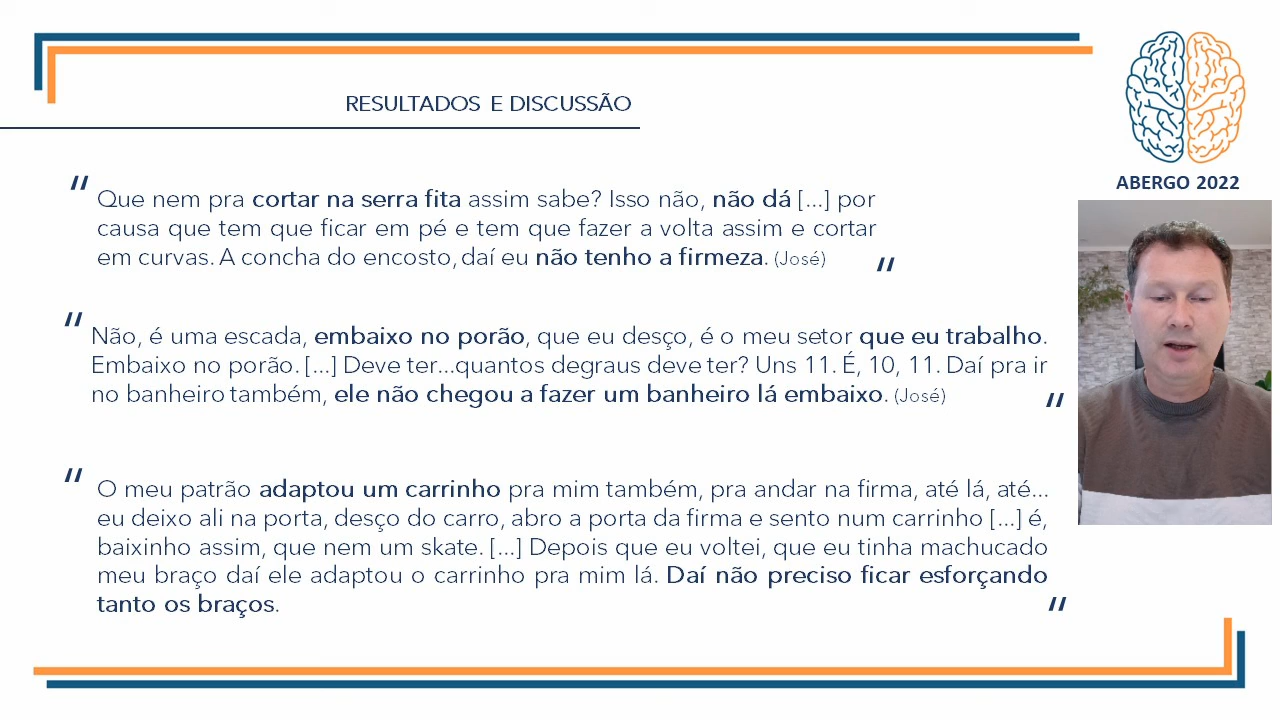 RESULTADOS E DISCUSSÃO
ABERGO 2022
“ Que nem pra cortar na serra fita assim sabe? Isso não, não dá [...] por
causa que tem que ficar em pé e tem que fazer a volta assim e cortar
em curvas. A concha do encosto, daí eu não tenho a firmeza. (José) “
“ Não, é uma escada, embaixo no porão, que eu desço, é o meu setor que eu trabalho.
Embaixo no porão. [...] Deve ter...quantos degraus deve ter? Uns 11. É, 10, 11. Daí pra ir
no banheiro também, ele não chegou a fazer um banheiro lá embaixo. (José) “
“ O meu patrão adaptou um carrinho pra mim também, pra andar na firma, até lá, até...
eu deixo ali na porta, desço do carro, abro a porta da firma e sento num carrinho [...] é,
baixinho assim, que nem um skate. [...] Depois que eu voltei, que eu tinha machucado
meu braço daí ele adaptou o carrinho pra mim lá. Daí não preciso ficar esforçando
tanto os braços. “